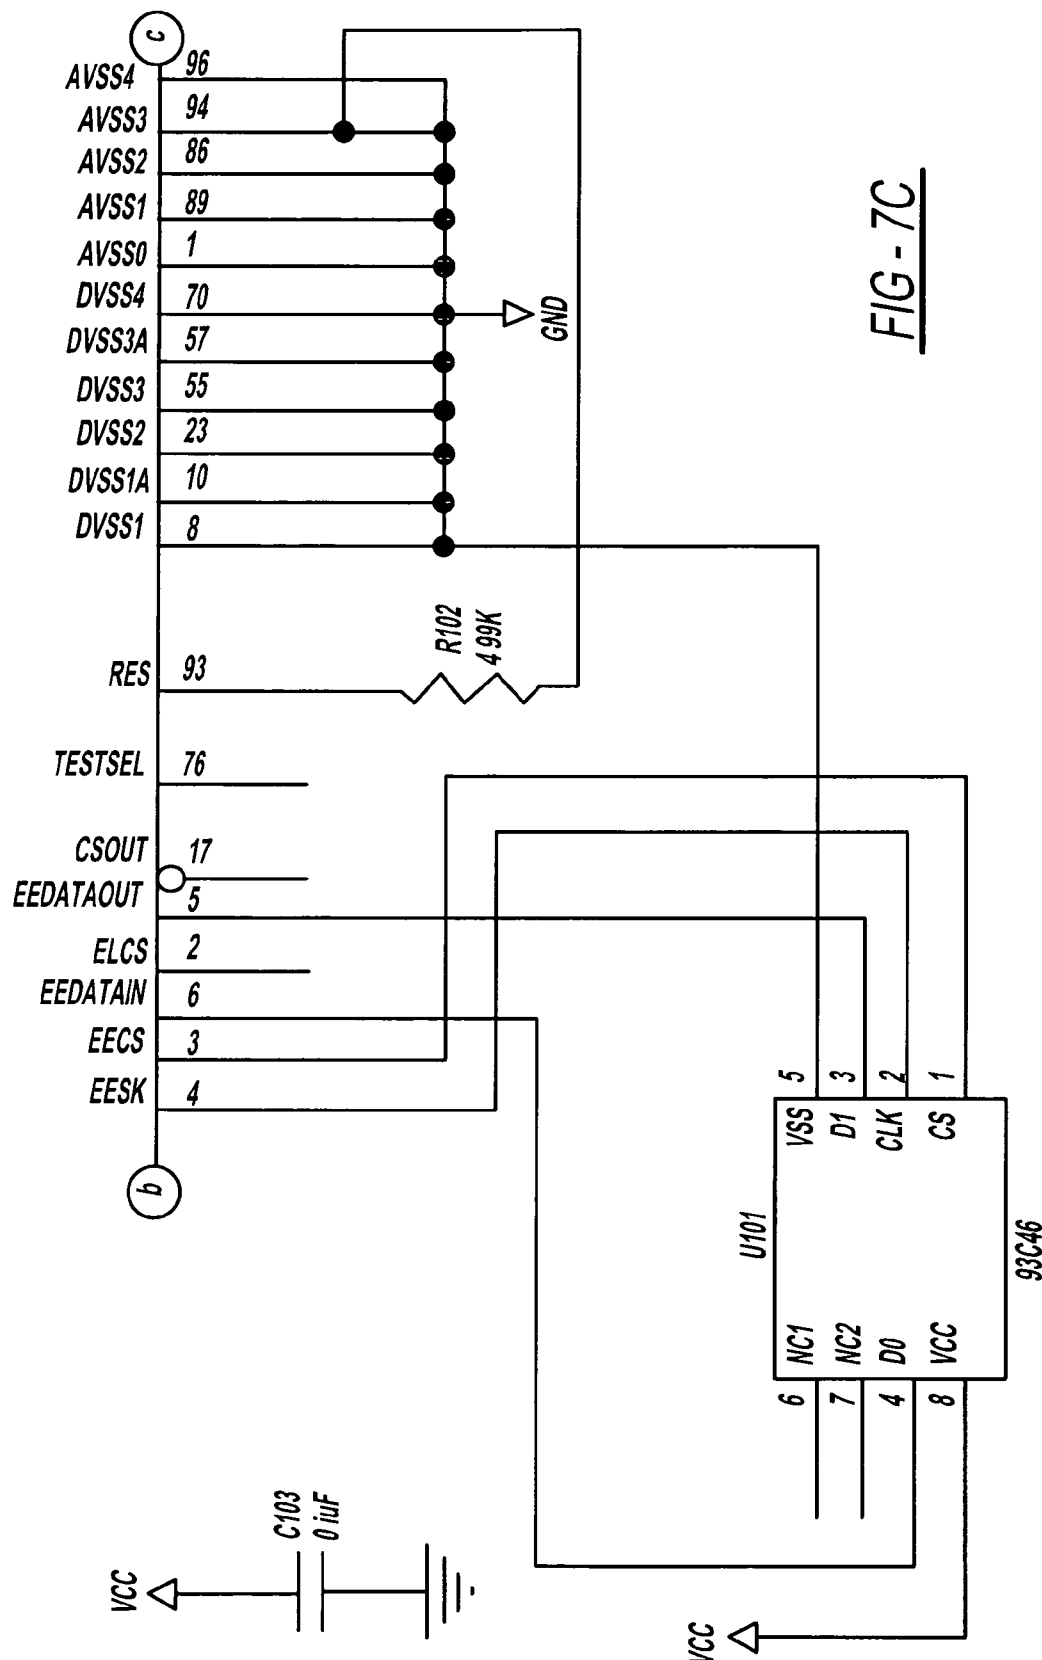 c
AVSS4 96
AVSS3 94
AVSS2 86
AVSS1 89
AVSS0 1
DVSS4 70
DVSS3A 57
DVSS3 55
DVSS2 23
DVSS1A 10
DVSS1 8
GND
FIG - 7C
R102
4 99K
RES 93
TESTSEL 76
CSOUT 17
EEDATAOUT 5
ELCS 2
EEDATAIN 6
EECS 3
EESK 4
b
5 VSS
3 D1
2 CLK
1 CS
U101
93C46
NC1 6
NC2 7
D0 4
VCC 8
C103
0 iuF
VCC
VCC